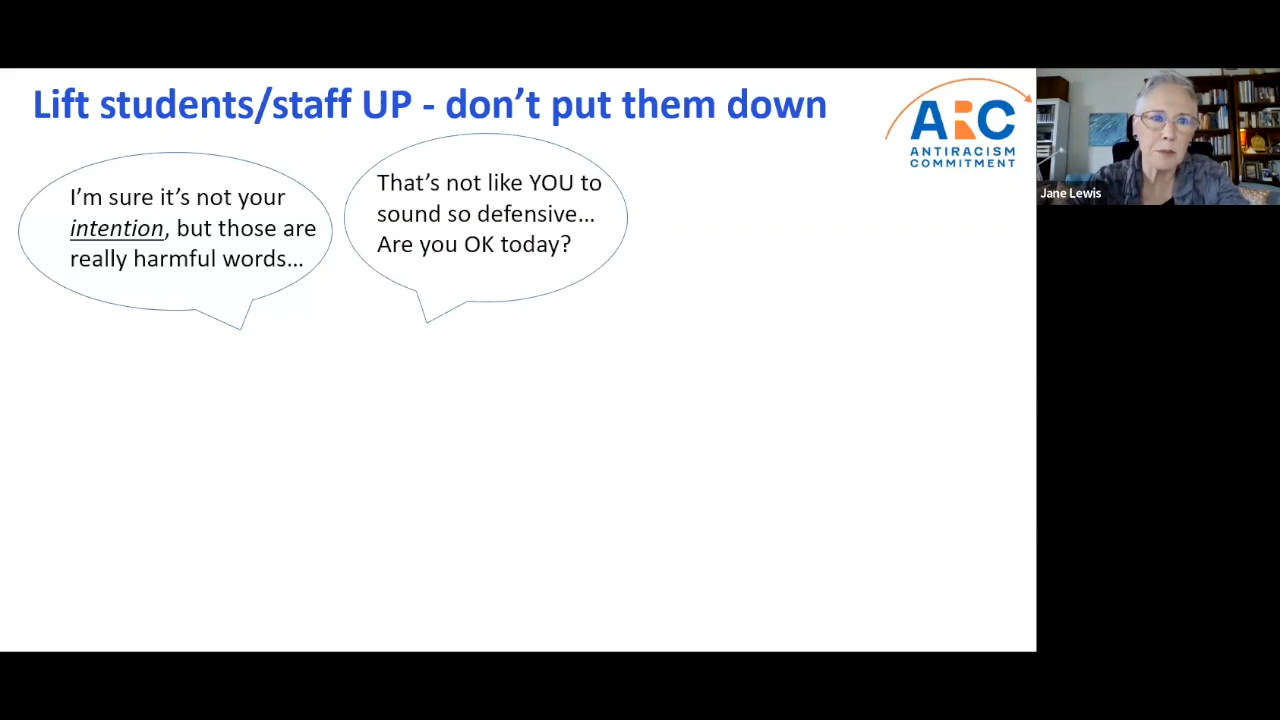 Lift students/staff UP - don’t put them down
ARC
ANTIRACISM
COMMITMENT
I’m sure it’s not your
intention, but those are
really harmful words…
That’s not like YOU to
sound so defensive…
Are you OK today?
Jane Lewis